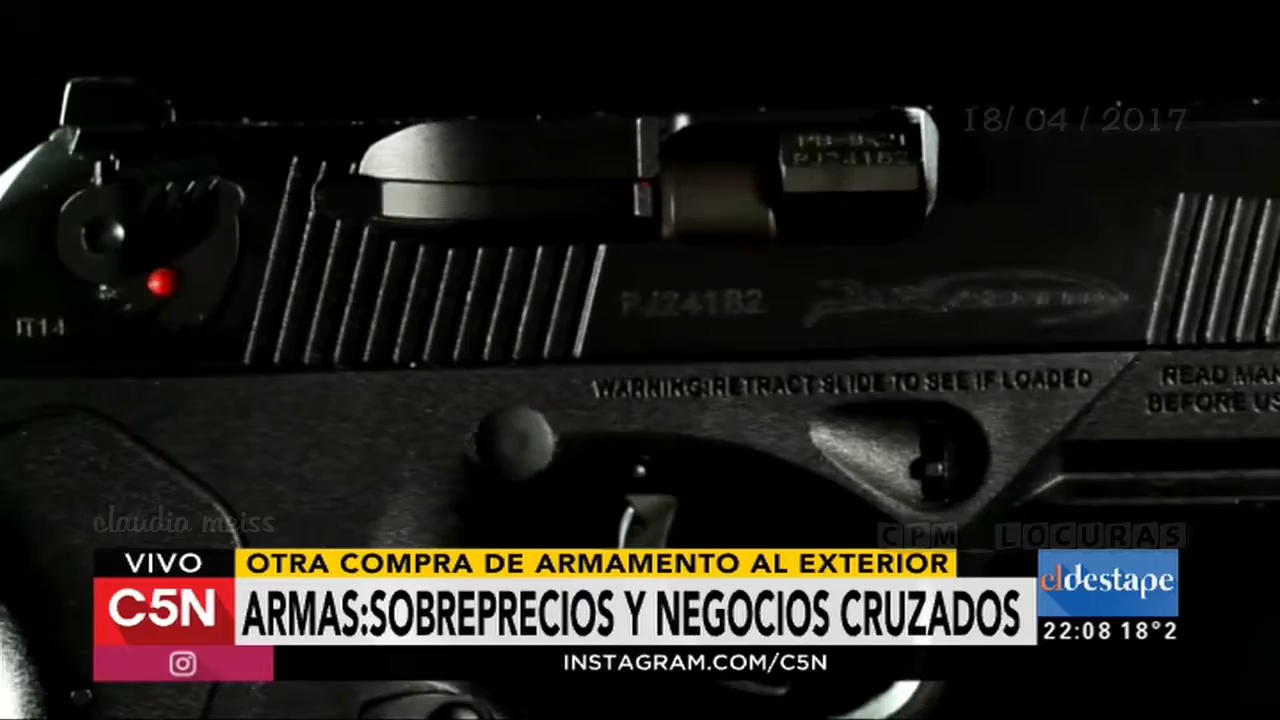 18/ 04 / 2017
PJ24182
IT14
PJ24182
WARNING:RETRACT SLIDE TO SEE IF LOADED
READ MAN
BEFORE US
claudia meiss
CPM LOCURAS
VIVO
OTRA COMPRA DE ARMAMENTO AL EXTERIOR
C5N
ARMAS:SOBREPRECIOS Y NEGOCIOS CRUZADOS
eldestape
22:08 18°2
INSTAGRAM.COM/C5N